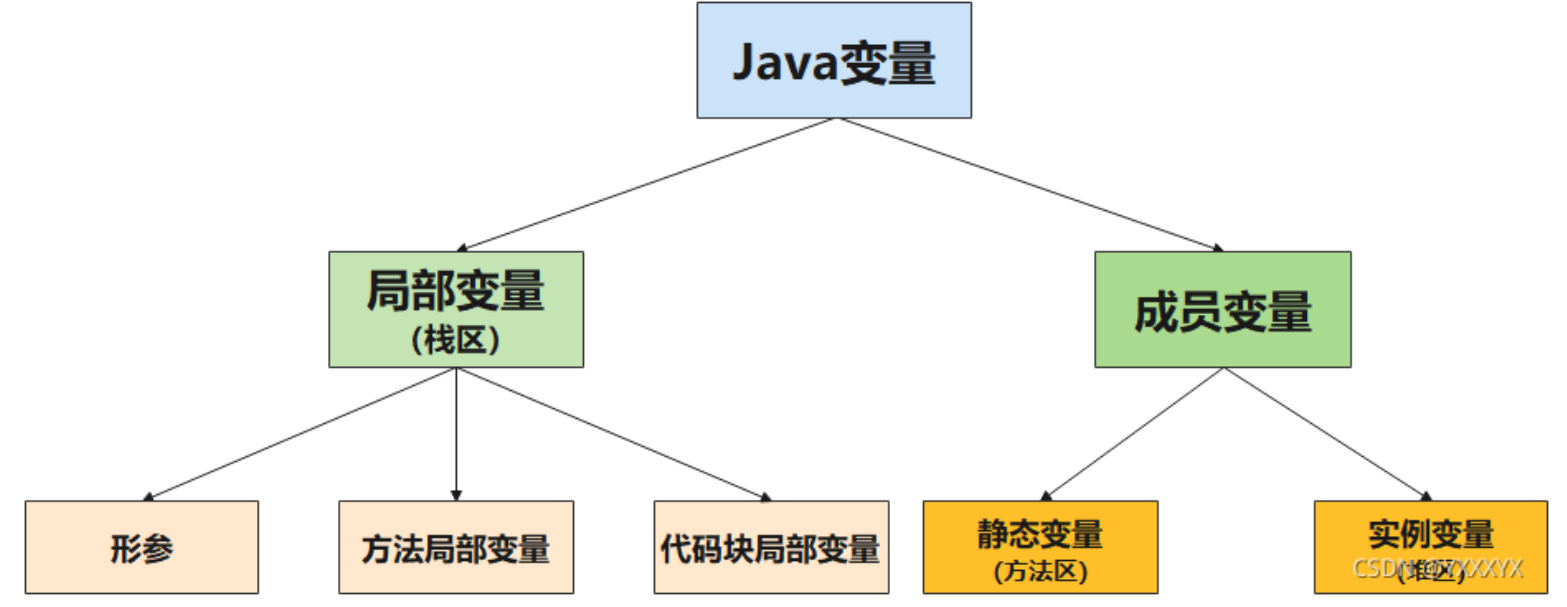 Java变量
局部变量
(栈区)
成员变量
形参
方法局部变量
代码块局部变量
静态变量
(方法区)
实例变量
(堆区)
CSDN @YXXXYX